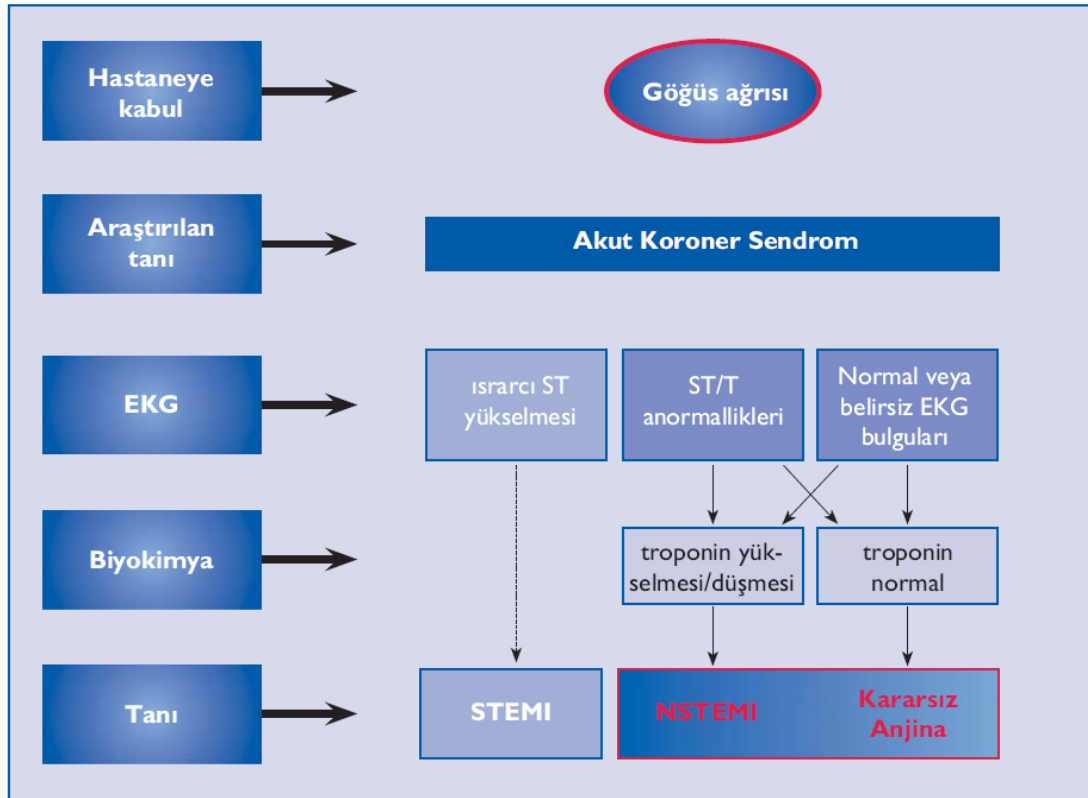 Hastaneye
kabul
Göğüs ağrısı
Araştırılan
tanı
Akut Koroner Sendrom
EKG
ısrarcı ST
yükselmesi
ST/T
anormallikleri
Normal veya
belirsiz EKG
bulguları
Biyokimya
troponin yük-
selmesi/düşmesi
troponin
normal
Tanı
STEMI
NSTEMI
Kararsız
Anjina